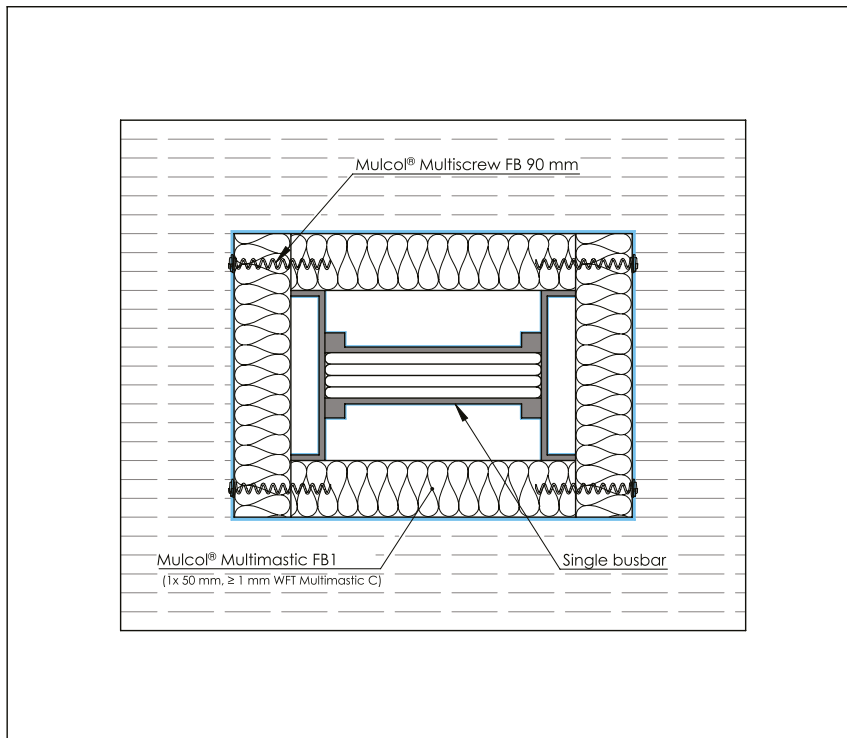 Mulcol® Multiscrew FB 90 mm
Mulcol® Multimastic FB1
(1x 50 mm, ≥ 1 mm WFT Multimastic C)
Single busbar